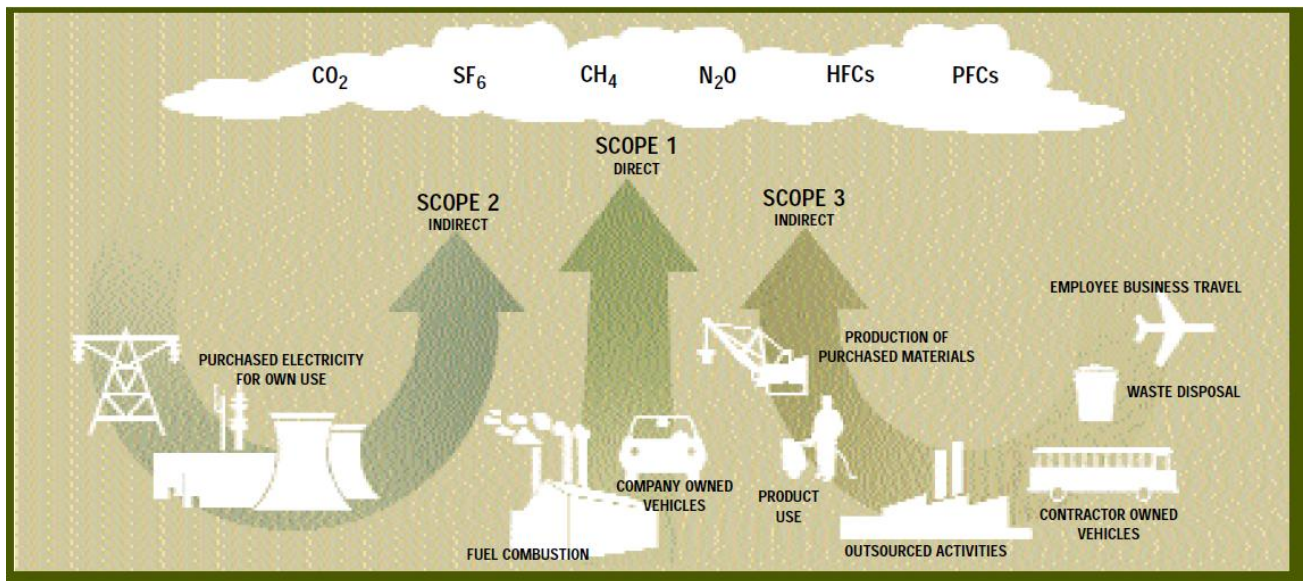 CO₂ SF₆ CH₄ N₂O HFCs PFCs
SCOPE 1
DIRECT
SCOPE 2
INDIRECT
SCOPE 3
INDIRECT
EMPLOYEE BUSINESS TRAVEL
PURCHASED ELECTRICITY
FOR OWN USE
PRODUCTION OF
PURCHASED MATERIALS
WASTE DISPOSAL
COMPANY OWNED
VEHICLES
PRODUCT
USE
CONTRACTOR OWNED
VEHICLES
FUEL COMBUSTION
OUTSOURCED ACTIVITIES